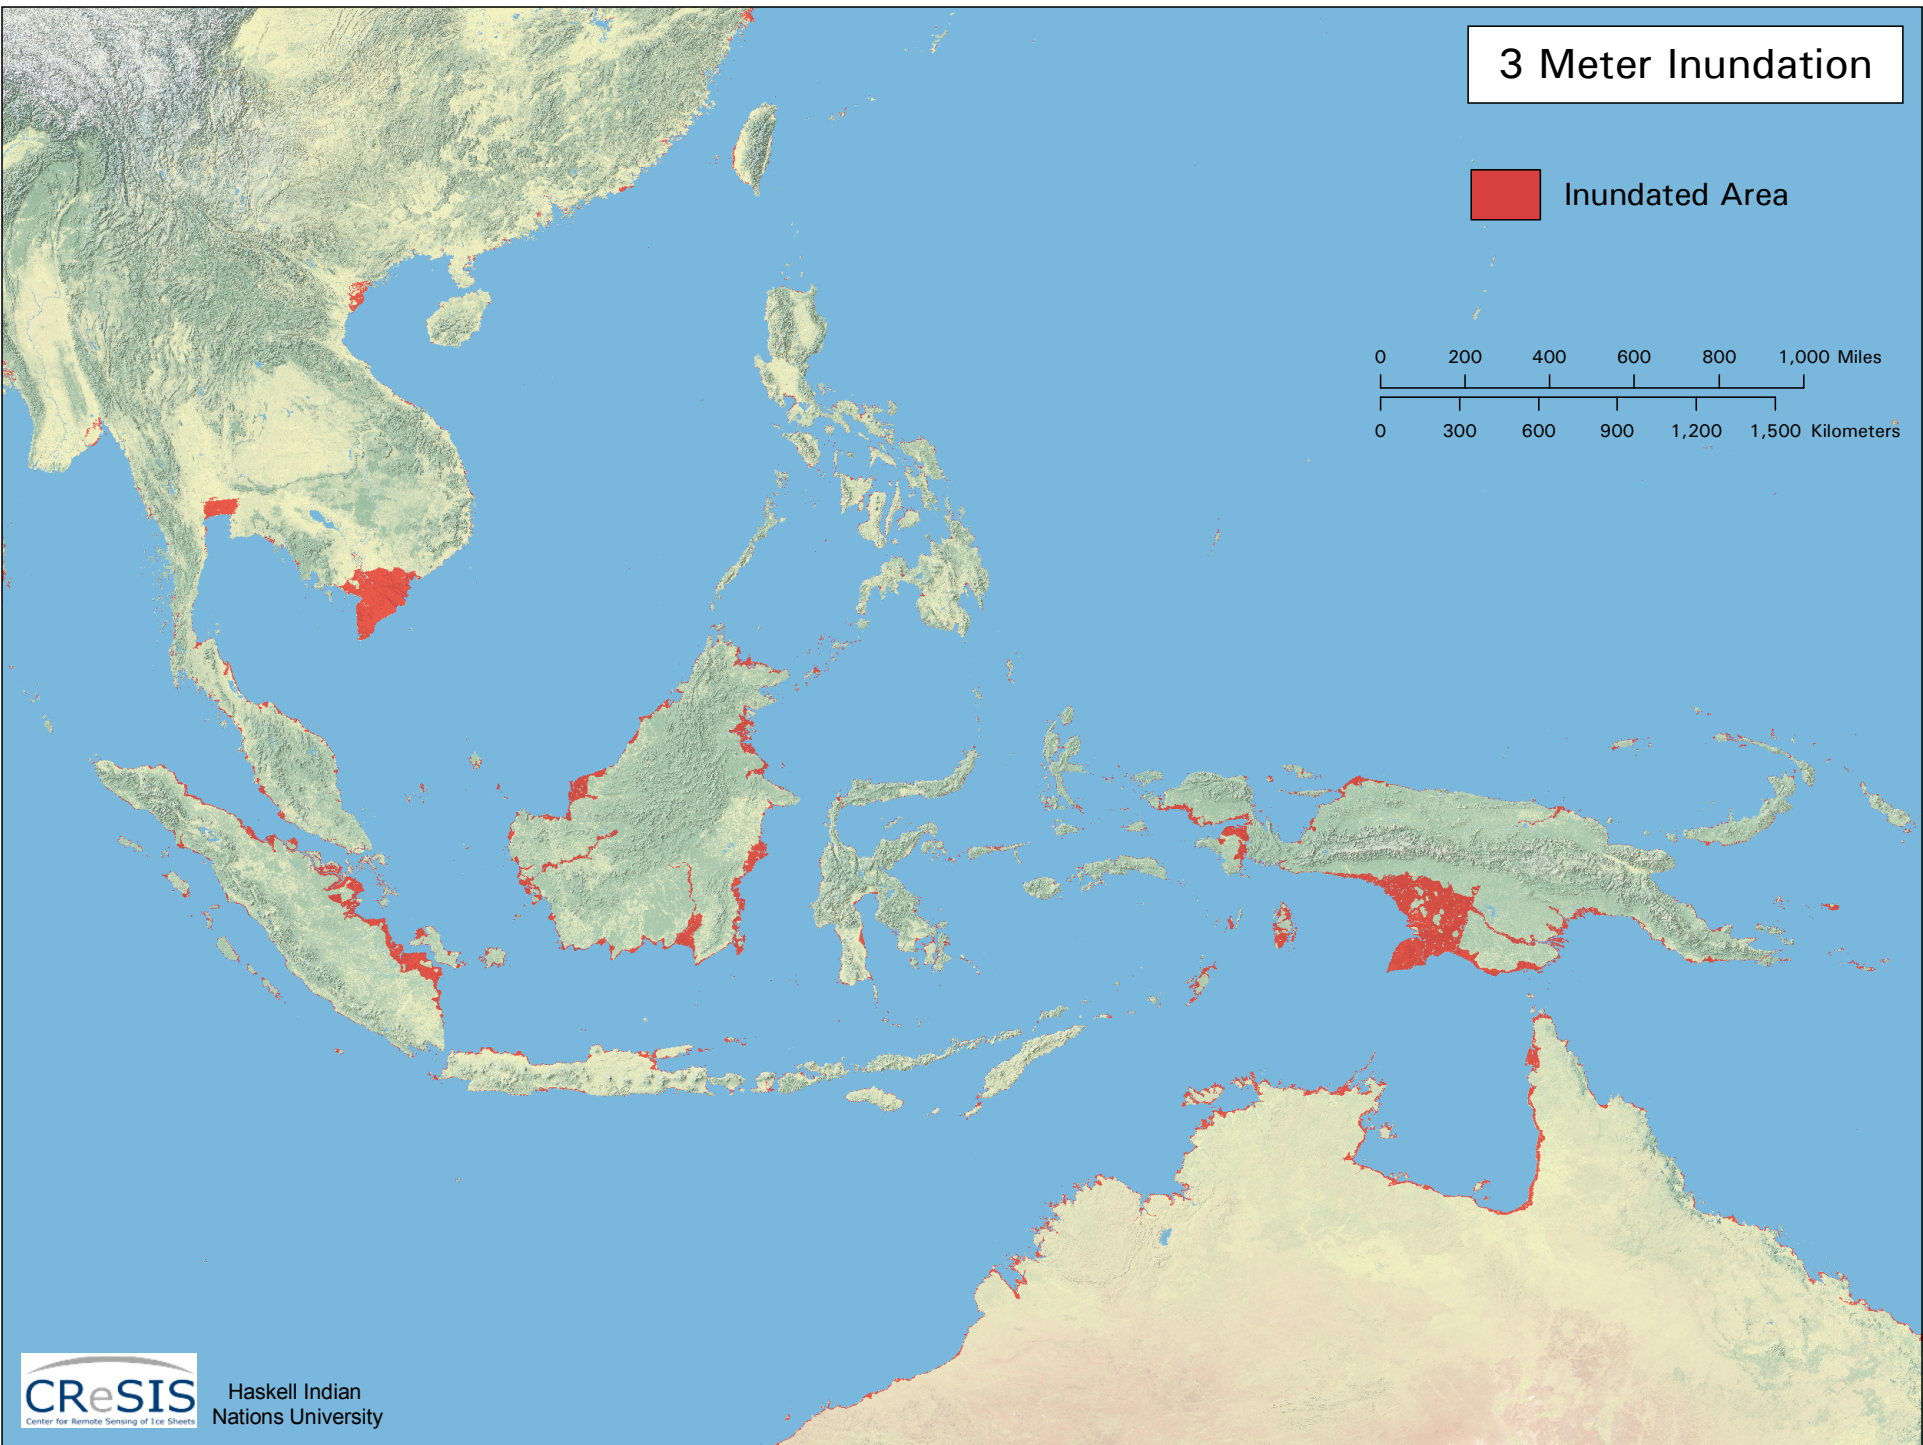 3 Meter Inundation
Inundated Area
0 200 400 600 800 1,000 Miles
0 300 600 900 1,200 1,500 Kilometers
CReSIS
Center for Remote Sensing of Ice Sheets
Haskell Indian
Nations University